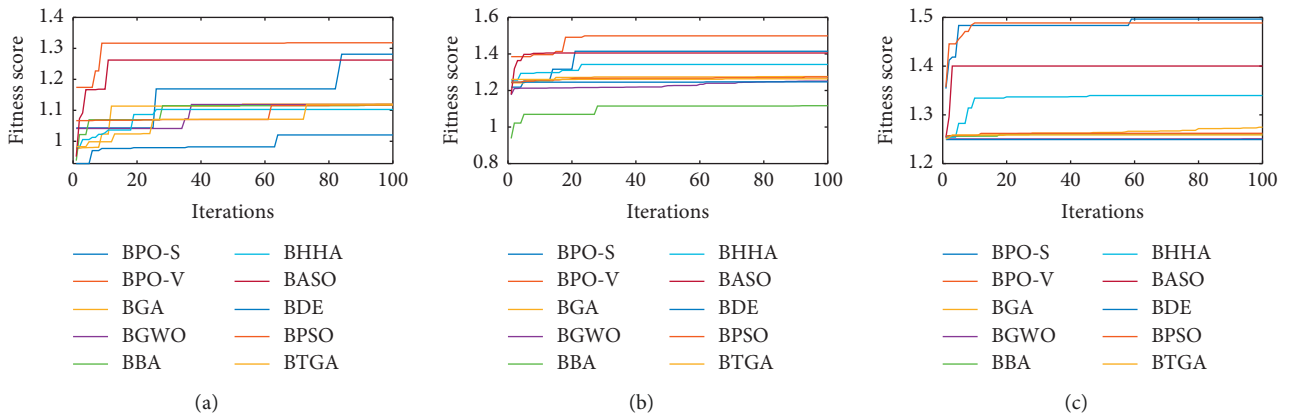 1.4
1.3
1.2
1.1
1
Fitness score
0 20 40 60 80 100
Iterations
BPO-S BHHA
BPO-V BASO
BGA BDE
BGWO BPSO
BBA BTGA
(a)
1.6
1.4
1.2
1
0.8
Fitness score
0 20 40 60 80 100
Iterations
BPO-S BHHA
BPO-V BASO
BGA BDE
BGWO BPSO
BBA BTGA
(b)
1.5
1.4
1.3
1.2
Fitness score
0 20 40 60 80 100
Iterations
BPO-S BHHA
BPO-V BASO
BGA BDE
BGWO BPSO
BBA BTGA
(c)